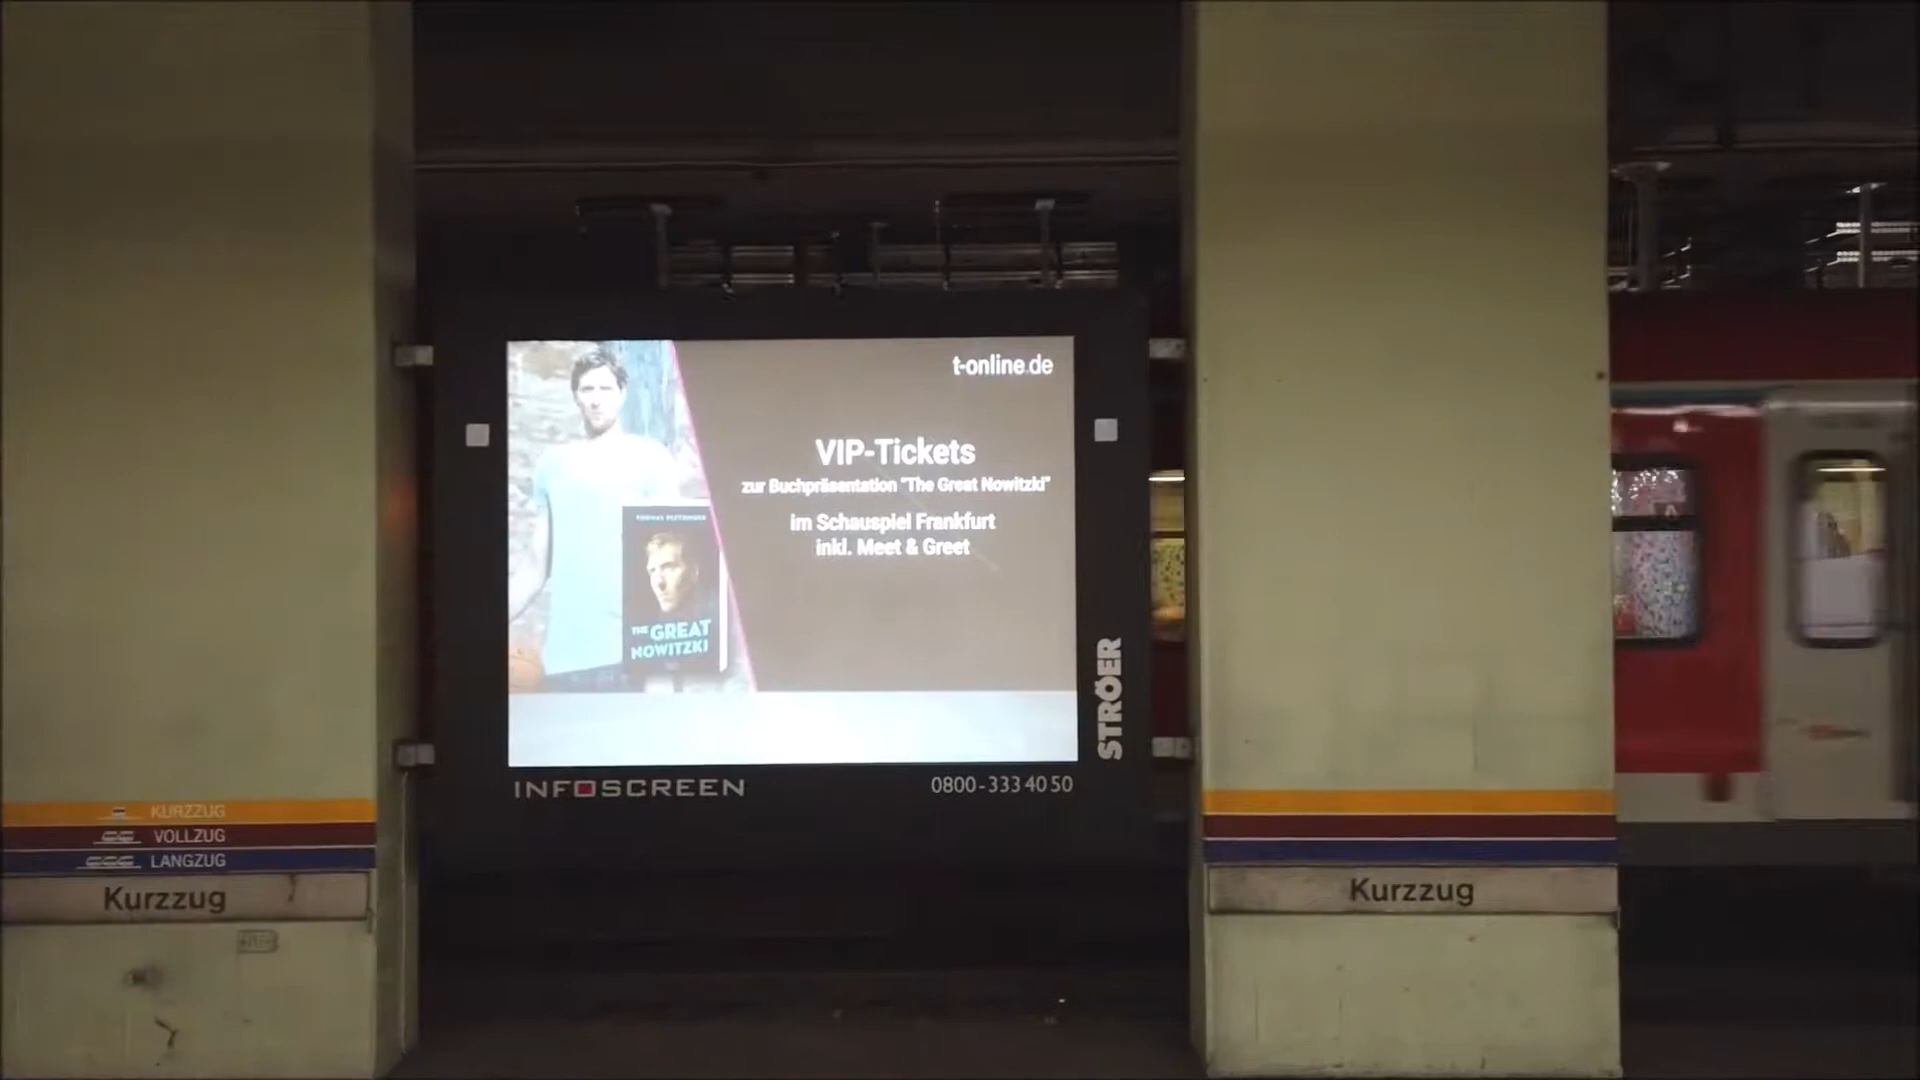 t-online.de
VIP-Tickets
zur Buchpräsentation "The Great Nowitzki"
im Schauspiel Frankfurt
inkl. Meet & Greet
THE GREAT
NOWITZKI
STRÖER
INFOSCREEN
0800-333 40 50
KURZZUG
VOLLZUG
LANGZUG
Kurzzug
Kurzzug